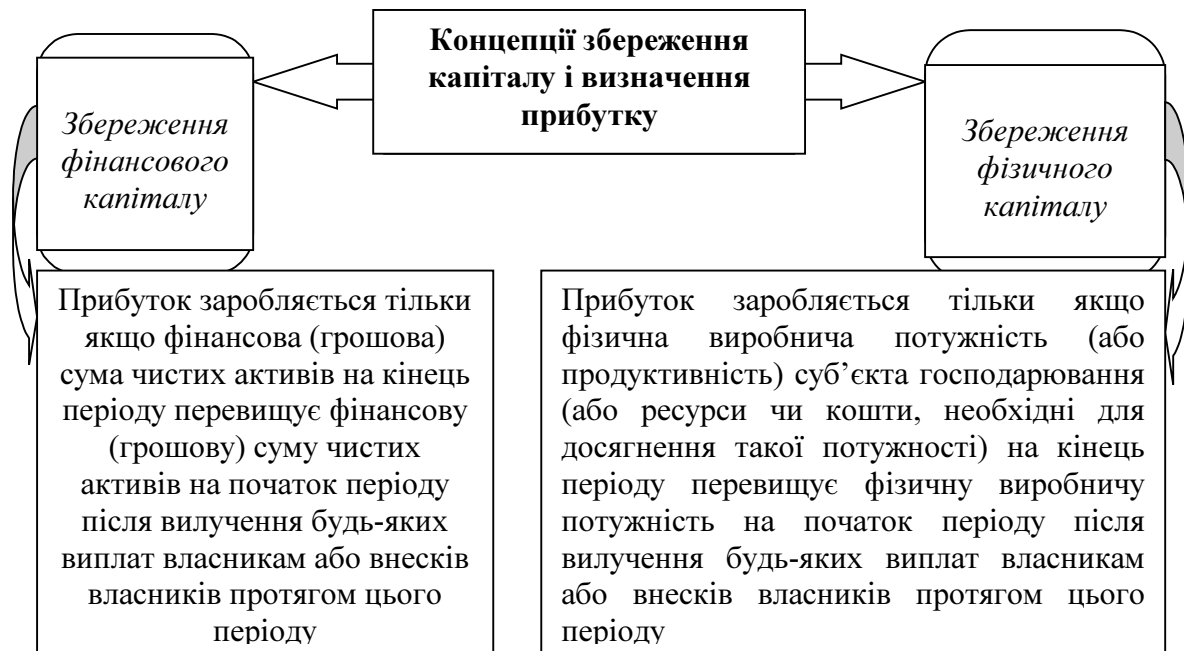 Концепції збереження
капіталу і визначення
прибутку
Збереження
фінансового
капіталу
Збереження
фізичного
капіталу
Прибуток заробляється тільки
якщо фінансова (грошова)
сума чистих активів на кінець
періоду перевищує фінансову
(грошову) суму чистих
активів на початок періоду
після вилучення будь-яких
виплат власникам або внесків
власників протягом цього
періоду
Прибуток заробляється тільки якщо
фізична виробнича потужність (або
продуктивність) суб’єкта господарювання
(або ресурси чи кошти, необхідні для
досягнення такої потужності) на кінець
періоду перевищує фізичну виробничу
потужність на початок періоду після
вилучення будь-яких виплат власникам
або внесків власників протягом цього
періоду